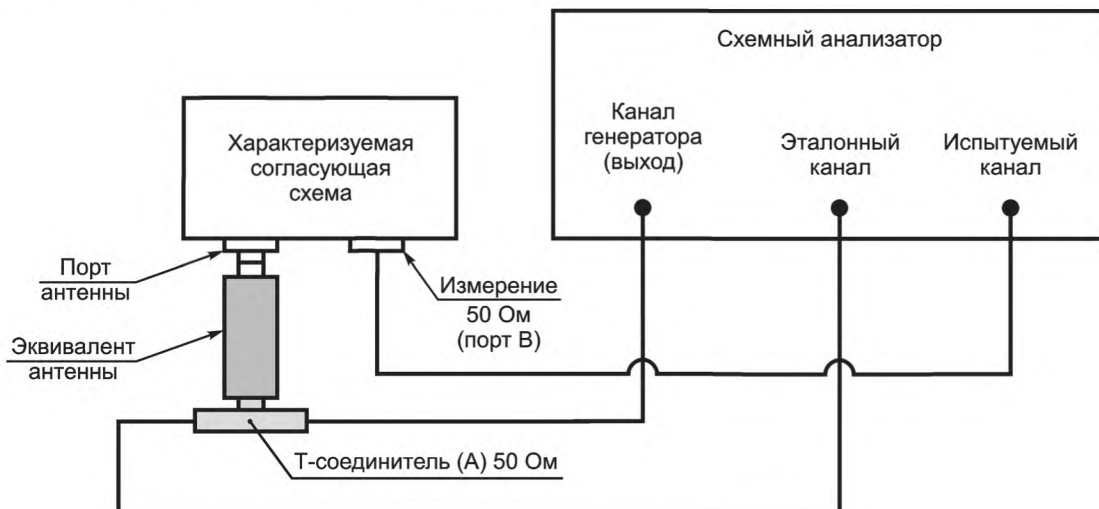 Схемный анализатор
Канал
генератора
(выход)
Эталонный
канал
Испытуемый
канал
Характеризуемая
согласующая
схема
Порт
антенны
Измерение
50 Ом
(порт В)
Эквивалент
антенны
Т-соединитель (А) 50 Ом